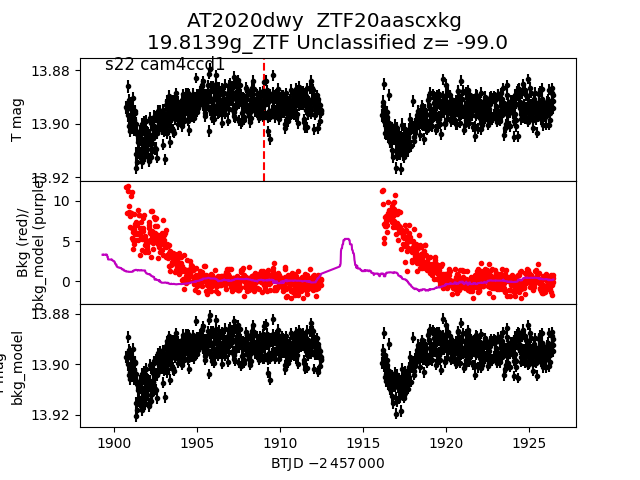 AT2020dwy  ZTF20aascxkg
19.8139g_ZTF Unclassified z= -99.0
s22 cam4ccd1
13.88
13.90
13.92
T mag
10
5
0
Bkg (red)/
bkg_model (purple)
13.88
13.90
13.92
T mag
bkg_model
1900
1905
1910
1915
1920
1925
BTJD −2 457 000